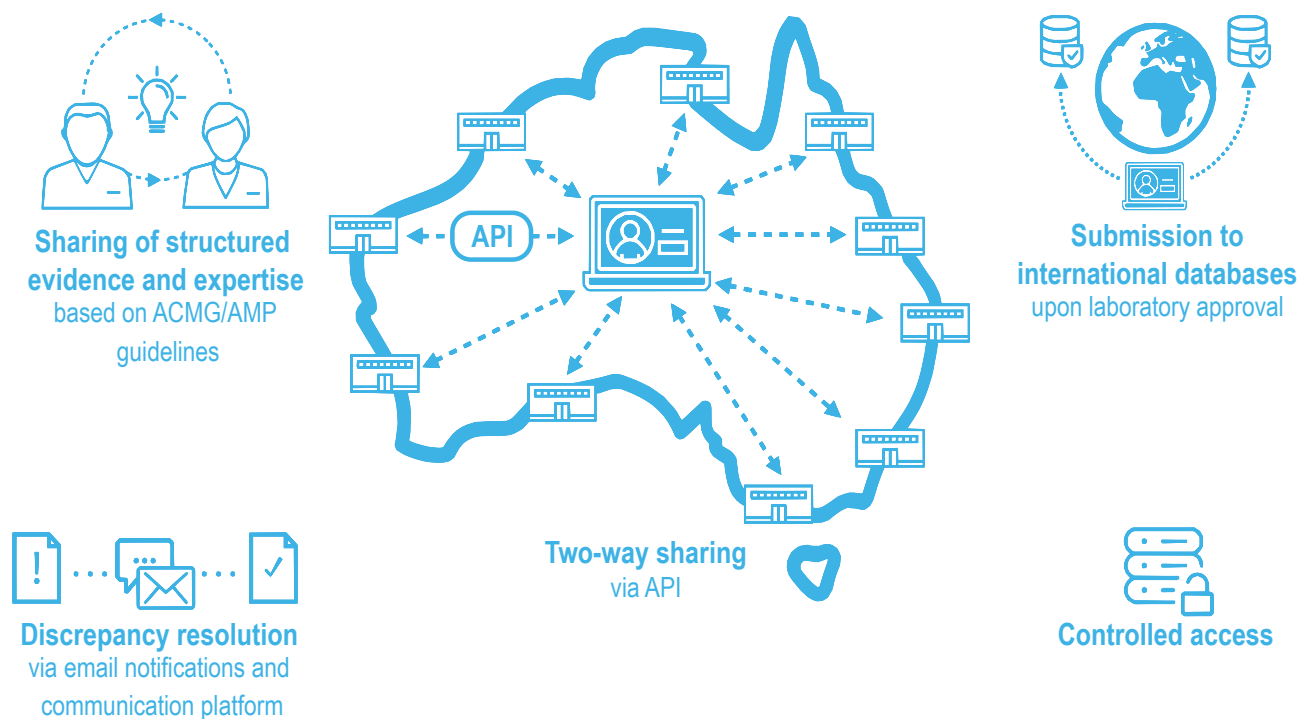 Sharing of structured
evidence and expertise
based on ACMG/AMP
guidelines
API
Submission to
international databases
upon laboratory approval
Two-way sharing
via API
Discrepancy resolution
via email notifications and
communication platform
Controlled access